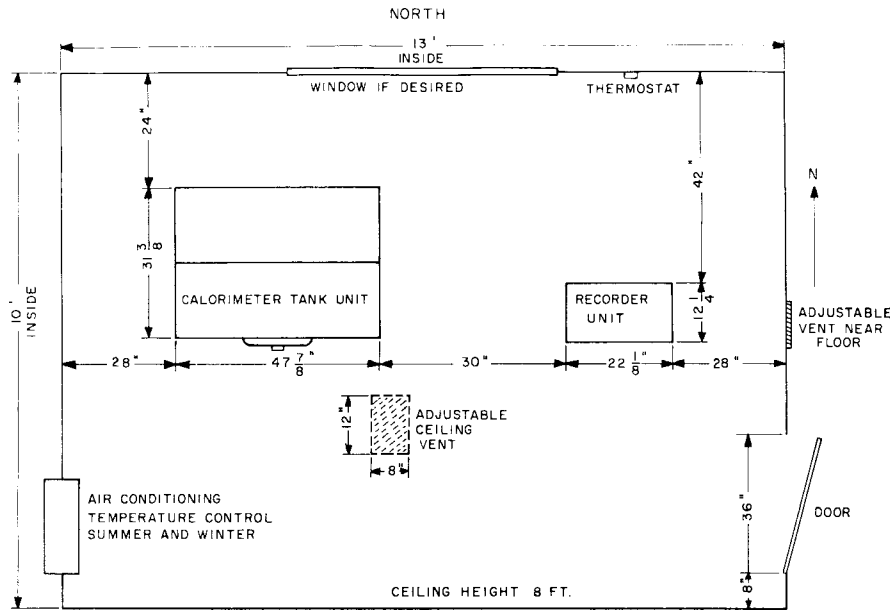 NORTH
13'
INSIDE
WINDOW IF DESIRED
THERMOSTAT
24"
42"
N
31 3/8
10'
INSIDE
CALORIMETER TANK UNIT
RECORDER
UNIT
12 1/4
ADJUSTABLE
VENT NEAR
FLOOR
28"
47 7/8"
30"
22 1/8"
28"
12"
ADJUSTABLE
CEILING
VENT
8"
AIR CONDITIONING
TEMPERATURE CONTROL
SUMMER AND WINTER
36"
DOOR
CEILING HEIGHT 8 FT.
8"